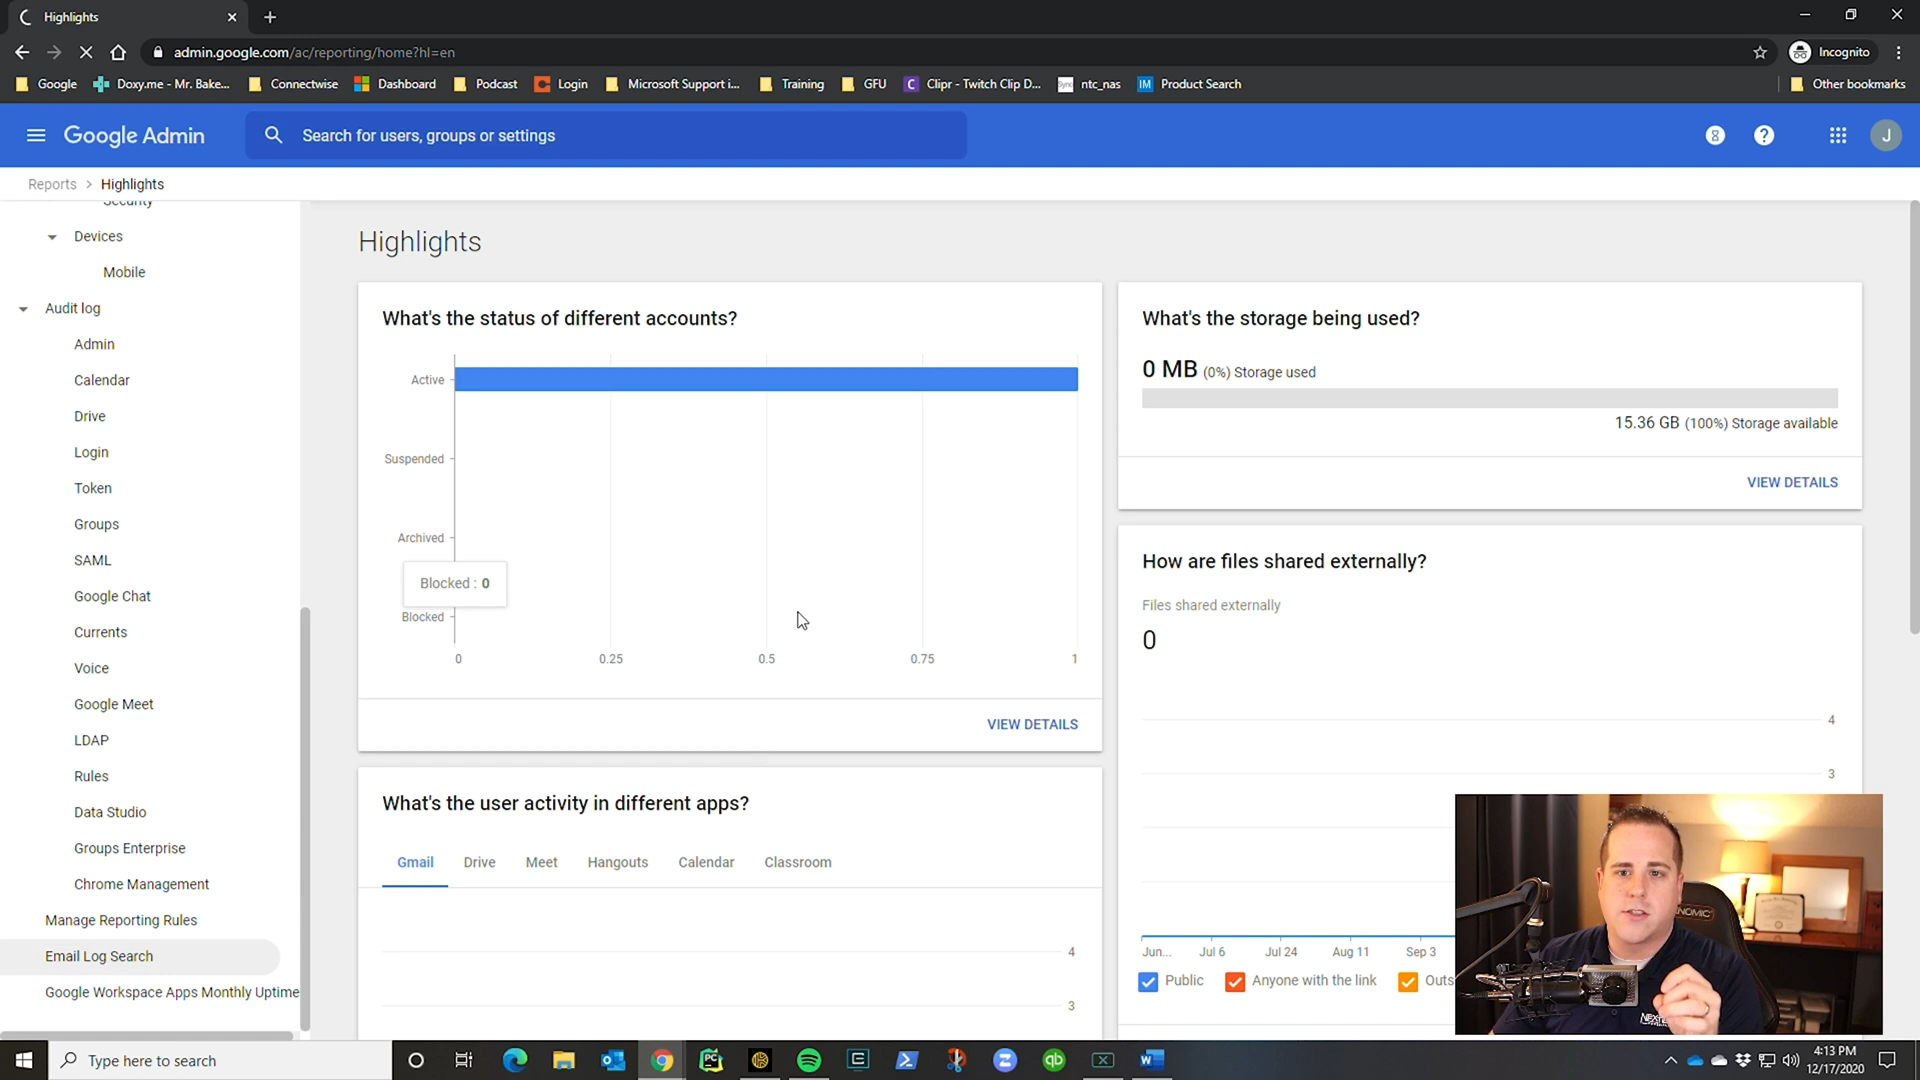 Highlights
admin.google.com/ac/reporting/home?hl=en
Incognito
Google
Doxy.me - Mr. Bake...
Connectwise
Dashboard
Podcast
Login
Microsoft Support i...
Training
GFU
Clipr - Twitch Clip D...
ntc_nas
IM Product Search
Other bookmarks
Google Admin
Search for users, groups or settings
J
Reports > Highlights
Security
Devices
Mobile
Audit log
Admin
Calendar
Drive
Login
Token
Groups
SAML
Google Chat
Currents
Voice
Google Meet
LDAP
Rules
Data Studio
Groups Enterprise
Chrome Management
Manage Reporting Rules
Email Log Search
Google Workspace Apps Monthly Uptime
Highlights
What's the status of different accounts?
Active
Suspended
Archived
Blocked : 0
Blocked
0 0.25 0.5 0.75 1
VIEW DETAILS
What's the user activity in different apps?
Gmail Drive Meet Hangouts Calendar Classroom
4
3
What's the storage being used?
0 MB (0%) Storage used
15.36 GB (100%) Storage available
VIEW DETAILS
How are files shared externally?
Files shared externally
0
4
3
Jun... Jul 6 Jul 24 Aug 11 Sep 3
Public Anyone with the link Outs
Type here to search
4:13 PM
12/17/2020